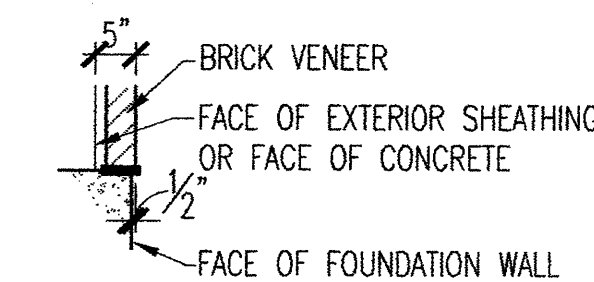 5"
BRICK VENEER
FACE OF EXTERIOR SHEATHING
OR FACE OF CONCRETE
1/2"
FACE OF FOUNDATION WALL